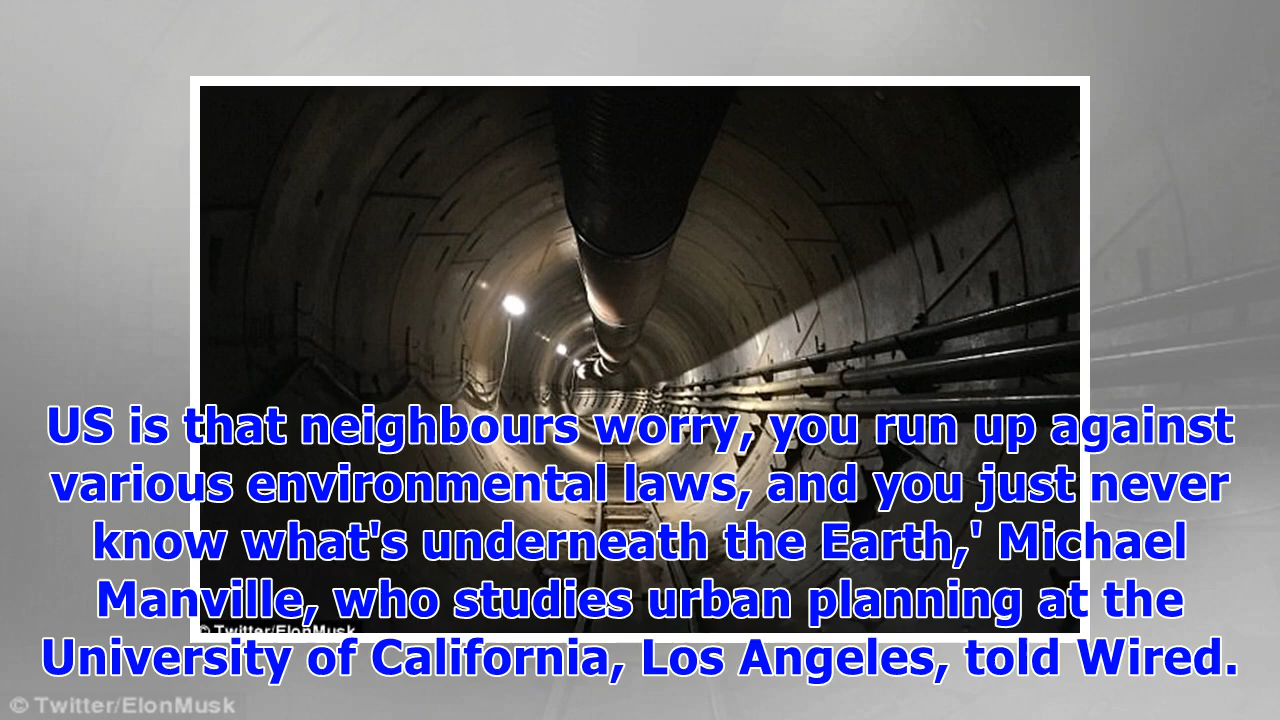 US is that neighbours worry, you run up against
various environmental laws, and you just never
know what's underneath the Earth,' Michael
Manville, who studies urban planning at the
© Twitter/ElonMusk
University of California, Los Angeles, told Wired.
© Twitter/ElonMusk